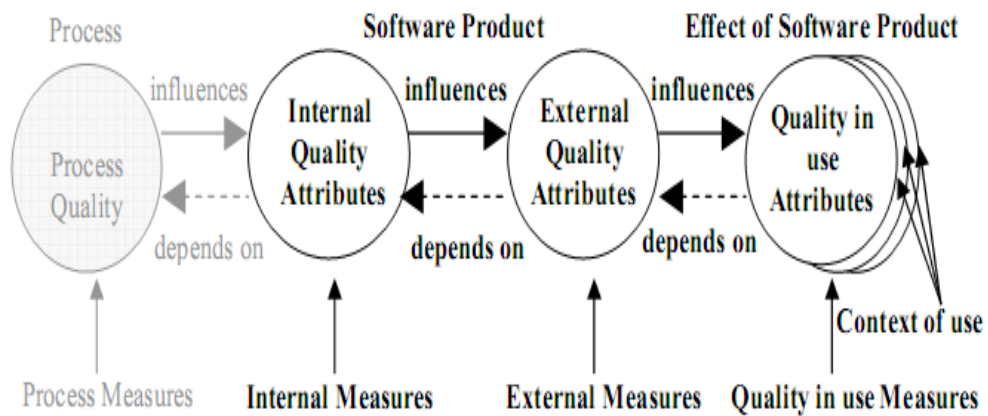 Process
Software Product
Effect of Software Product
influences
influences
influences
Process
Quality
Internal
Quality
Attributes
External
Quality
Attributes
Quality in
use
Attributes
depends on
depends on
depends on
Context of use
Process Measures
Internal Measures
External Measures
Quality in use Measures